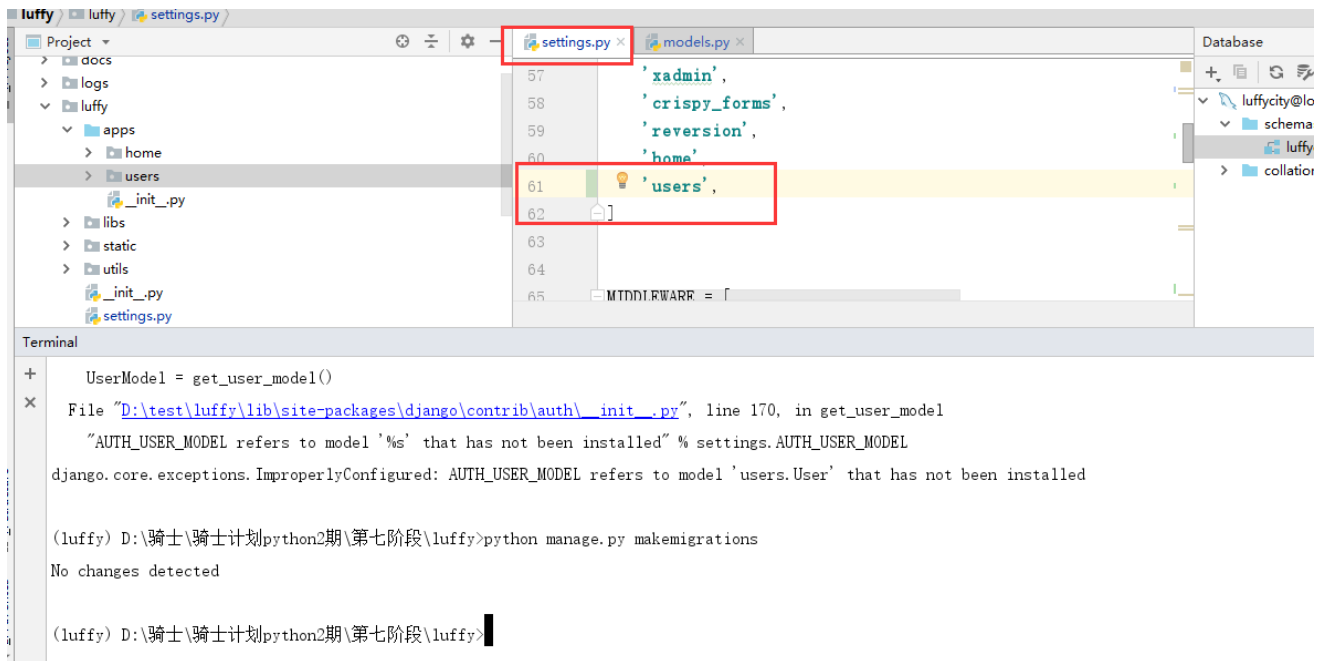 luffy luffy settings.py
Project
docs
logs
luffy
apps
home
users
__init__.py
libs
static
utils
__init__.py
settings.py
settings.py models.py
57 'xadmin',
58 'crispy_forms',
59 'reversion',
60 'home',
61 'users',
62 ]
63
64
65 MIDDLEWARE = [
Database
luffycity@lo
schema
luffy
collation
Terminal
UserModel = get_user_model()
File "D:\test\luffy\lib\site-packages\django\contrib\auth\__init__.py", line 170, in get_user_model
"AUTH_USER_MODEL refers to model '%s' that has not been installed" % settings.AUTH_USER_MODEL
django.core.exceptions.ImproperlyConfigured: AUTH_USER_MODEL refers to model 'users.User' that has not been installed
(luffy) D:\骑士\骑士计划python2期\第七阶段\luffy>python manage.py makemigrations
No changes detected
(luffy) D:\骑士\骑士计划python2期\第七阶段\luffy>